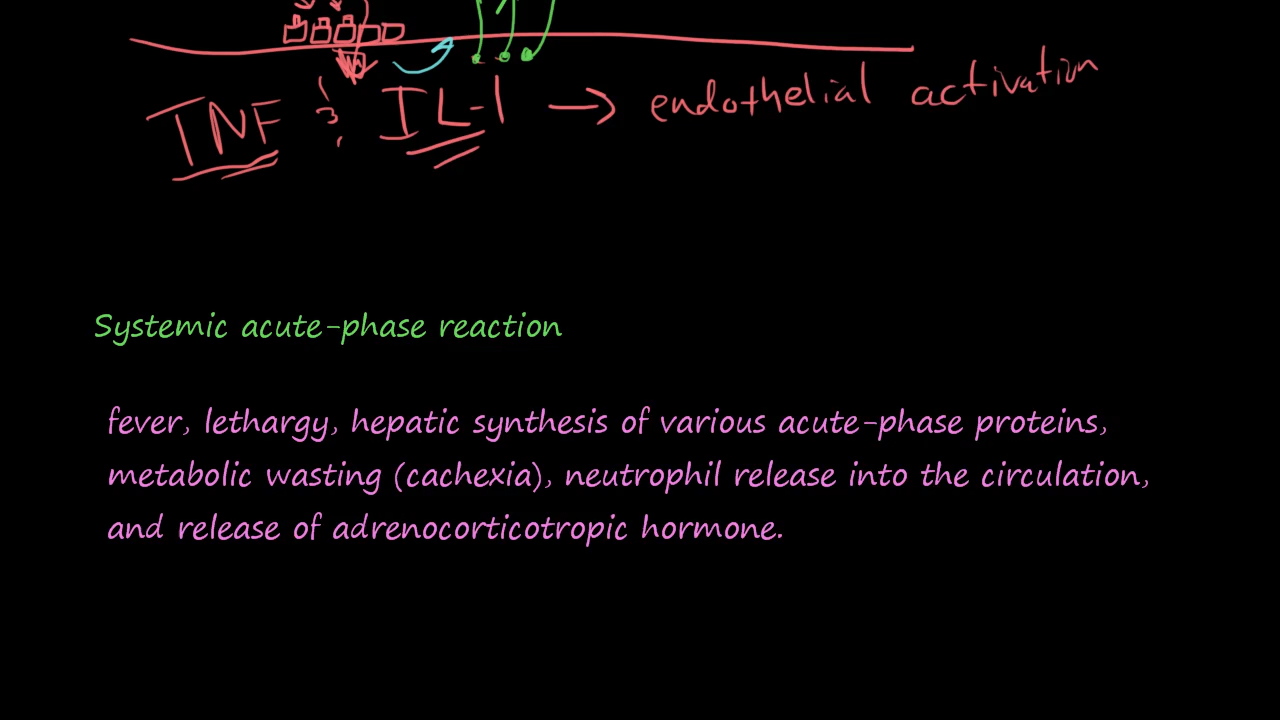 TNF & IL-1 → endothelial activation
Systemic acute-phase reaction
fever, lethargy, hepatic synthesis of various acute-phase proteins,
metabolic wasting (cachexia), neutrophil release into the circulation,
and release of adrenocorticotropic hormone.